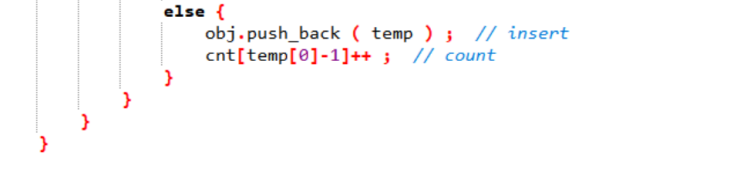 else {
obj.push_back ( temp ) ; // insert
cnt[temp[0]-1]++ ; // count
}
}
}
}